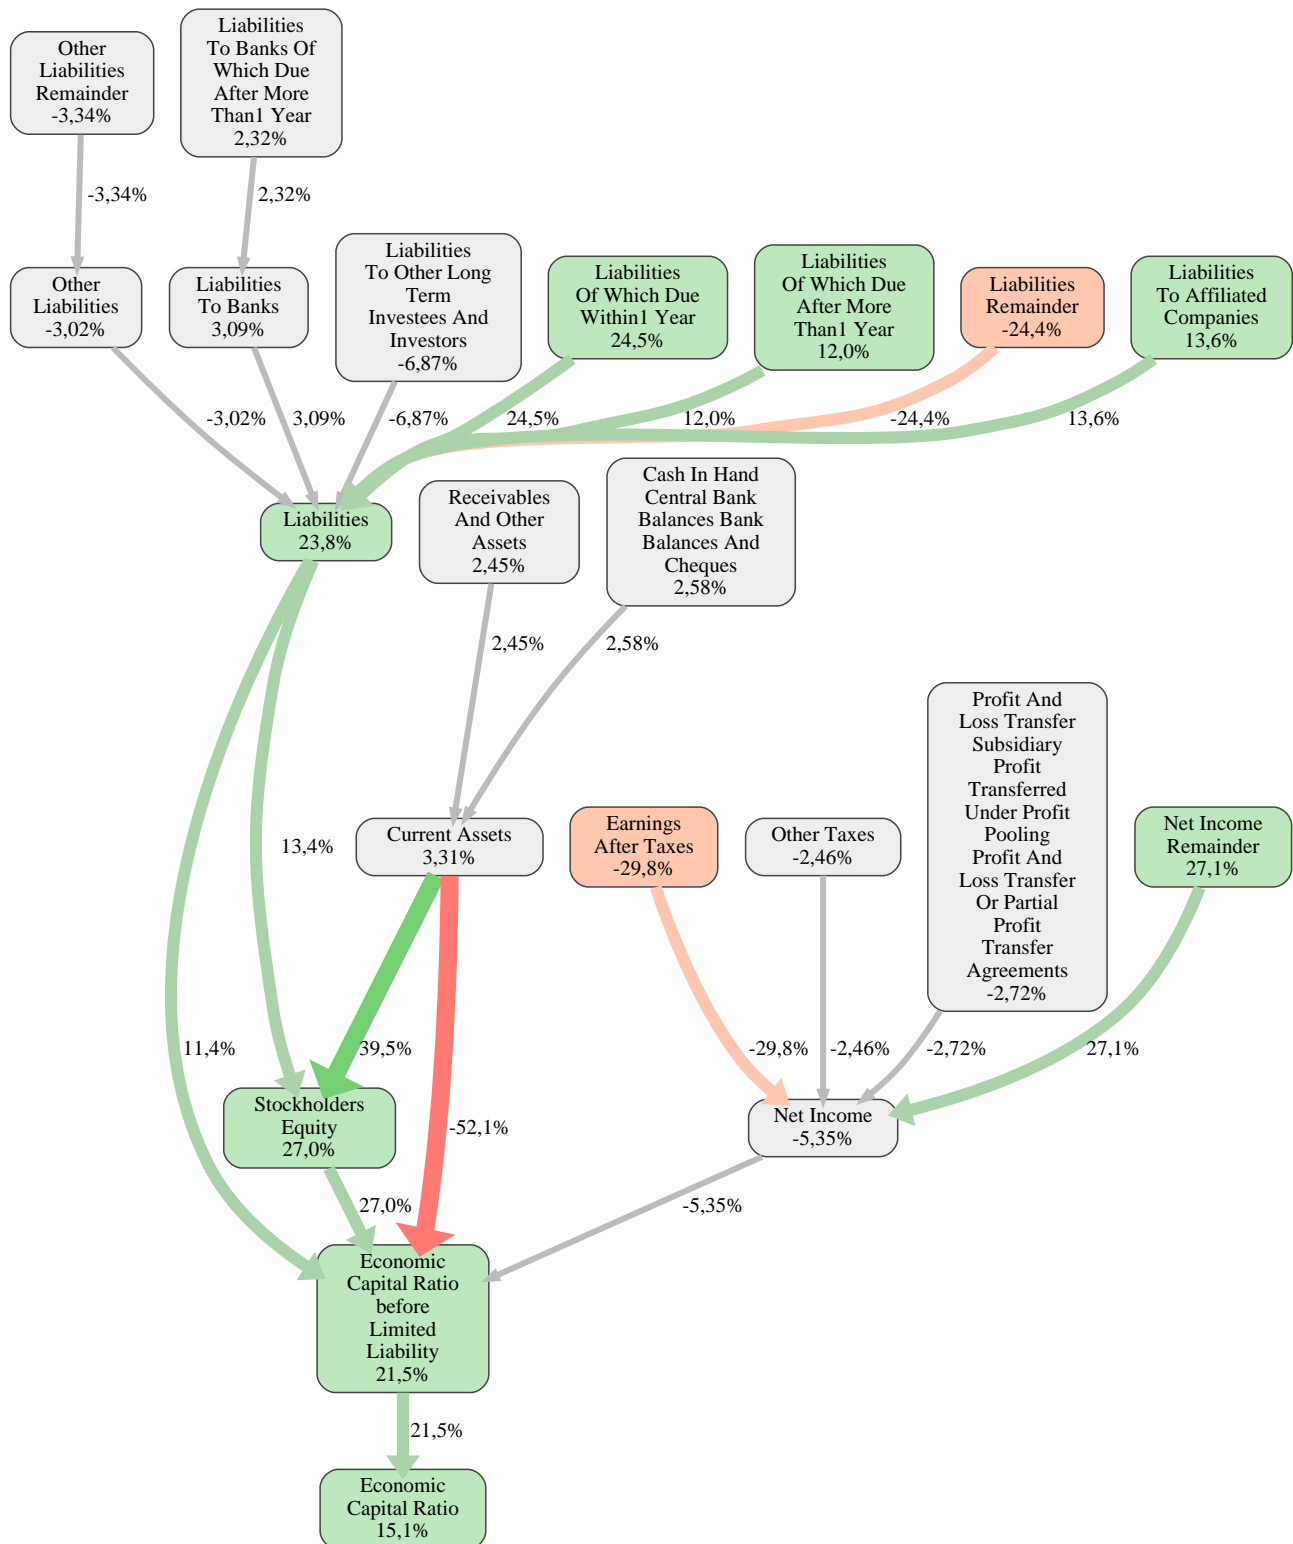 Other
Liabilities
Remainder
-3,34%
Liabilities
To Banks Of
Which Due
After More
Than1 Year
2,32%
-3,34%
2,32%
Other
Liabilities
-3,02%
Liabilities
To Banks
3,09%
Liabilities
To Other Long
Term
Investees And
Investors
-6,87%
Liabilities
Of Which Due
Within1 Year
24,5%
Liabilities
Of Which Due
After More
Than1 Year
12,0%
Liabilities
Remainder
-24,4%
Liabilities
To Affiliated
Companies
13,6%
-3,02%
3,09%
-6,87%
24,5%
12,0%
-24,4%
13,6%
Liabilities
23,8%
Receivables
And Other
Assets
2,45%
Cash In Hand
Central Bank
Balances Bank
Balances And
Cheques
2,58%
2,45%
2,58%
13,4%
Current Assets
3,31%
Earnings
After Taxes
-29,8%
Other Taxes
-2,46%
Profit And
Loss Transfer
Subsidiary
Profit
Transferred
Under Profit
Pooling
Profit And
Loss Transfer
Or Partial
Profit
Transfer
Agreements
-2,72%
Net Income
Remainder
27,1%
11,4%
39,5%
-29,8%
-2,46%
-2,72%
27,1%
Stockholders
Equity
27,0%
-52,1%
Net Income
-5,35%
27,0%
-5,35%
Economic
Capital Ratio
before
Limited
Liability
21,5%
21,5%
Economic
Capital Ratio
15,1%